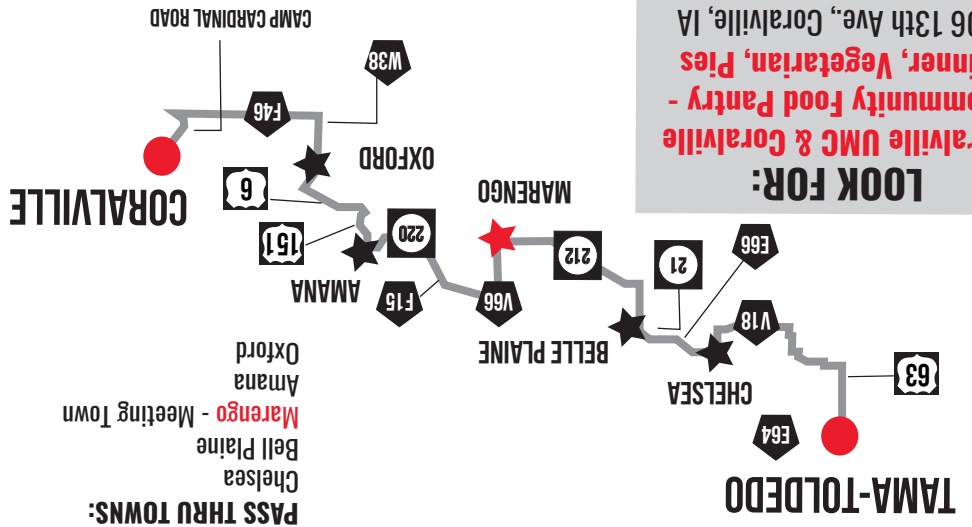 TAMA-TOLDEDO
E64
63
CHELSEA
V18
BELLE PLAINE
E66
21
212
V66
MARENGO
F15
220
AMANA
151
6
OXFORD
W38
F46
CORALVILLE
CAMP CARDINAL ROAD
PASS THRU TOWNS:
Chelsea
Bell Plaine
Marengo - Meeting Town
Amana
Oxford
LOOK FOR:
ralville UMC & Coralville
ommunity Food Pantry -
inner, Vegetarian, Pies
06 13th Ave., Coralville, IA